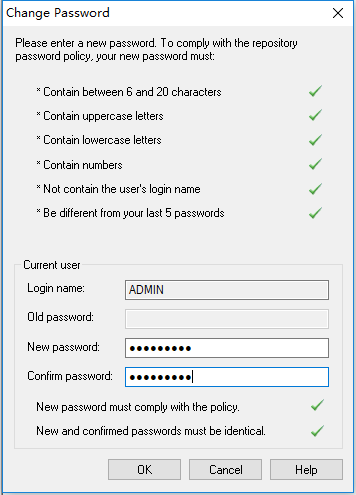 Change Password
Please enter a new password. To comply with the repository
password policy, your new password must:
* Contain between 6 and 20 characters
* Contain uppercase letters
* Contain lowercase letters
* Contain numbers
* Not contain the user's login name
* Be different from your last 5 passwords
Current user
Login name: ADMIN
Old password:
New password: ●●●●●●●●●
Confirm password: ●●●●●●●●●
New password must comply with the policy.
New and confirmed passwords must be identical.
OK Cancel Help